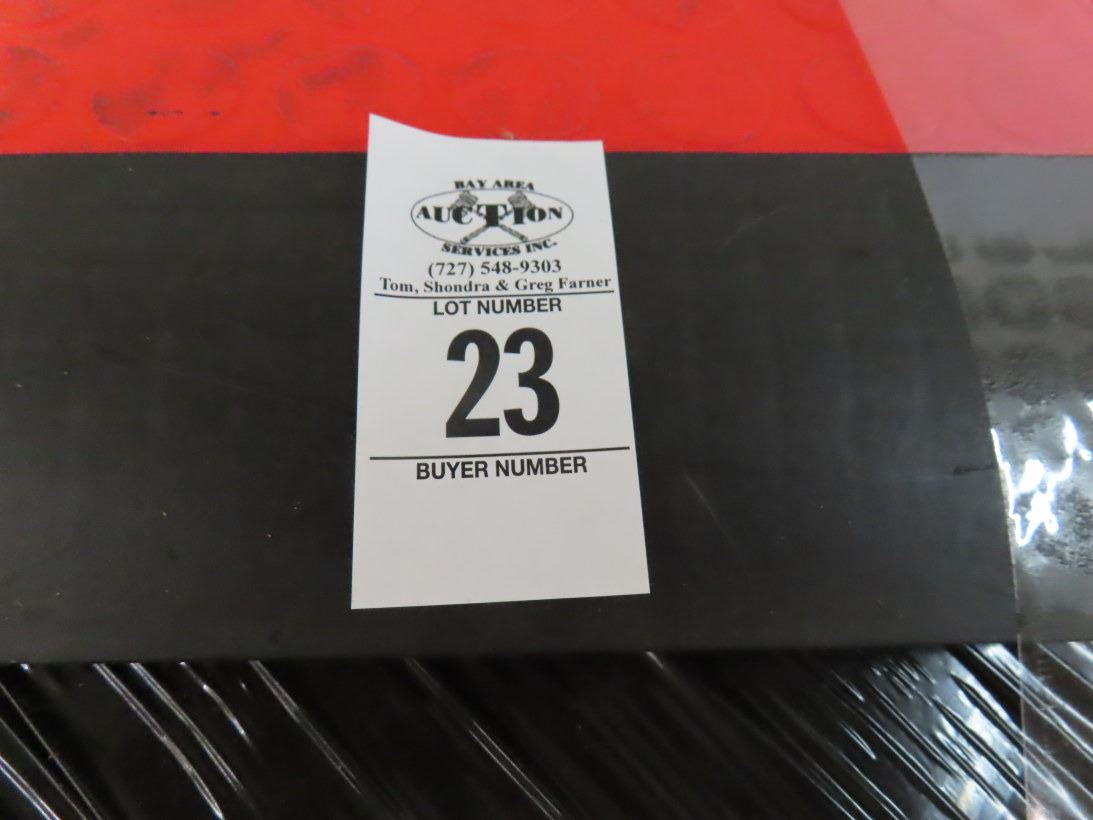 BAY AREA
AUCTION
SERVICES INC.
(727) 548-9303
Tom, Shondra & Greg Farner
LOT NUMBER
23
BUYER NUMBER